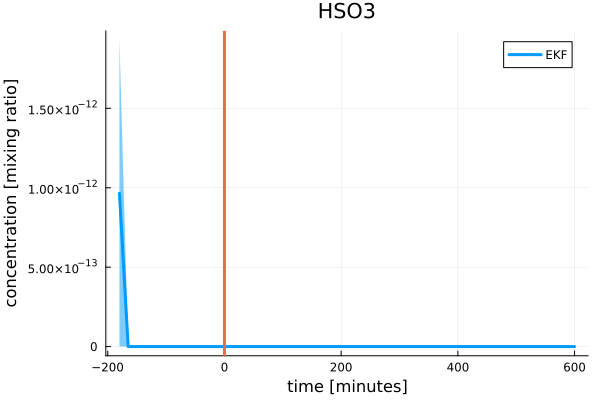 HSO3
EKF
concentration [mixing ratio]
1.50×10⁻¹²
1.00×10⁻¹²
5.00×10⁻¹³
0
−200 0 200 400 600
time [minutes]